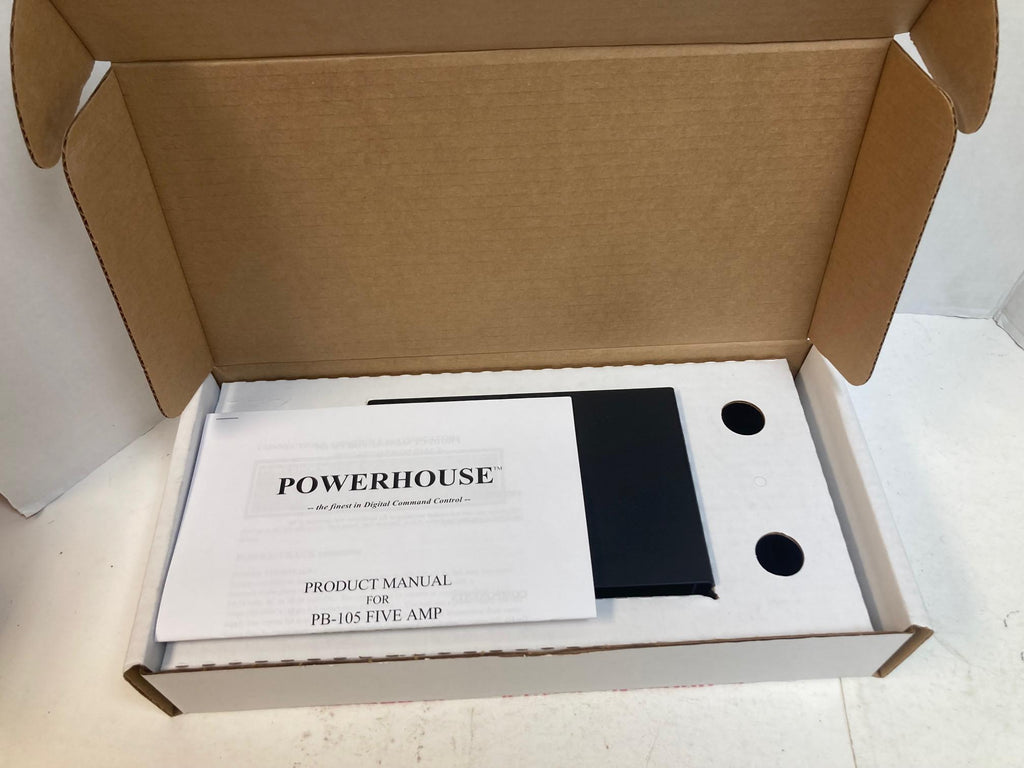 POWERHOUSE™
-- the finest in Digital Command Control --
PRODUCT MANUAL
FOR
PB-105 FIVE AMP